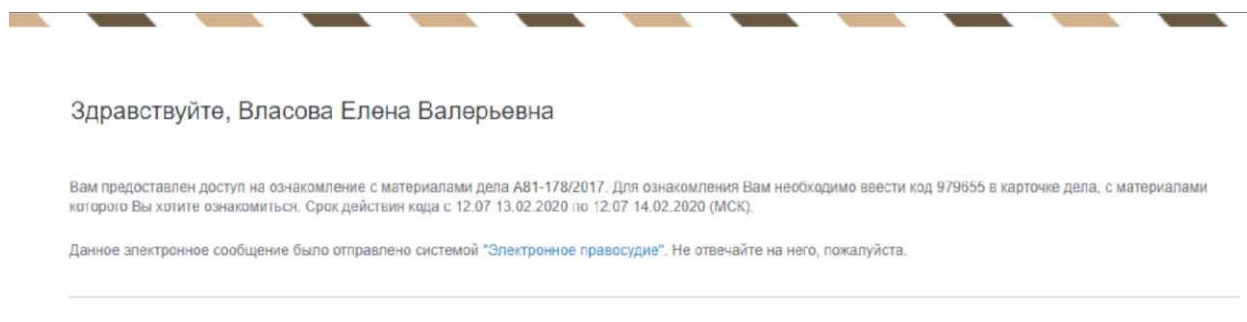 Здравствуйте, Власова Елена Валерьевна
Вам предоставлен доступ на ознакомление с материалами дела А81-178/2017. Для ознакомления Вам необходимо ввести код 979655 в карточке дела, с материалами
которого Вы хотите ознакомиться. Срок действия кода с 12:07 13.02.2020 по 12:07 14.02.2020 (МСК).
Данное электронное сообщение было отправлено системой "Электронное правосудие". Не отвечайте на него, пожалуйста.